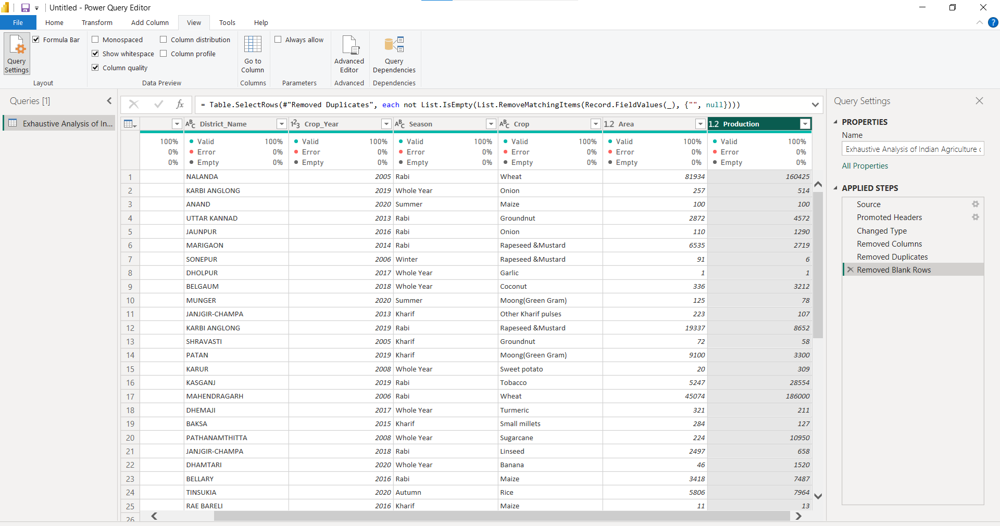 Untitled - Power Query Editor
File Home Transform Add Column View Tools Help
?
Query Settings
Formula Bar
Layout
Monospaced
Show whitespace
Column quality
Column distribution
Column profile
Data Preview
Go to Column
Columns
Always allow
Parameters
Advanced Editor
Advanced
Query Dependencies
Dependencies
Queries [1]
Exhaustive Analysis of In...
fx = Table.SelectRows(#"Removed Duplicates", each not List.IsEmpty(List.RemoveMatchingItems(Record.FieldValues(_), {"", null})))
ABC District_Name 123 Crop_Year ABC Season ABC Crop 1.2 Area 1.2 Production
100% Valid 100% Valid 100% Valid 100% Valid 100% Valid 100% Valid 100%
0% Error 0% Error 0% Error 0% Error 0% Error 0% Error 0%
0% Empty 0% Empty 0% Empty 0% Empty 0% Empty 0% Empty 0%
1 NALANDA 2005 Rabi Wheat 81934 160425
2 KARBI ANGLONG 2019 Whole Year Onion 257 514
3 ANAND 2020 Summer Maize 100 100
4 UTTAR KANNAD 2013 Rabi Groundnut 2872 4572
5 JAUNPUR 2016 Rabi Onion 110 1290
6 MARIGAON 2014 Rabi Rapeseed &Mustard 6535 2719
7 SONEPUR 2006 Winter Rapeseed &Mustard 91 6
8 DHOLPUR 2017 Whole Year Garlic 1 1
9 BELGAUM 2018 Whole Year Coconut 336 3212
10 MUNGER 2020 Summer Moong(Green Gram) 125 78
11 JANJGIR-CHAMPA 2013 Kharif Other Kharif pulses 223 107
12 KARBI ANGLONG 2019 Rabi Rapeseed &Mustard 19337 8652
13 SHRAVASTI 2005 Kharif Groundnut 72 58
14 PATAN 2019 Kharif Moong(Green Gram) 9100 3300
15 KARUR 2008 Whole Year Sweet potato 20 309
16 KASGANJ 2019 Rabi Tobacco 5247 28554
17 MAHENDRAGARH 2006 Rabi Wheat 45074 186000
18 DHEMAJI 2017 Whole Year Turmeric 321 211
19 BAKSA 2015 Kharif Small millets 284 127
20 PATHANAMTHITTA 2008 Whole Year Sugarcane 224 10950
21 JANJGIR-CHAMPA 2018 Rabi Linseed 2497 658
22 DHAMTARI 2020 Whole Year Banana 46 1520
23 BELLARY 2016 Rabi Maize 3418 7487
24 TINSUKIA 2020 Autumn Rice 5806 7964
25 RAE BARELI 2016 Kharif Maize 11 13
26
Query Settings
PROPERTIES
Name
Exhaustive Analysis of Indian Agriculture
All Properties
APPLIED STEPS
Source
Promoted Headers
Changed Type
Removed Columns
Removed Duplicates
Removed Blank Rows